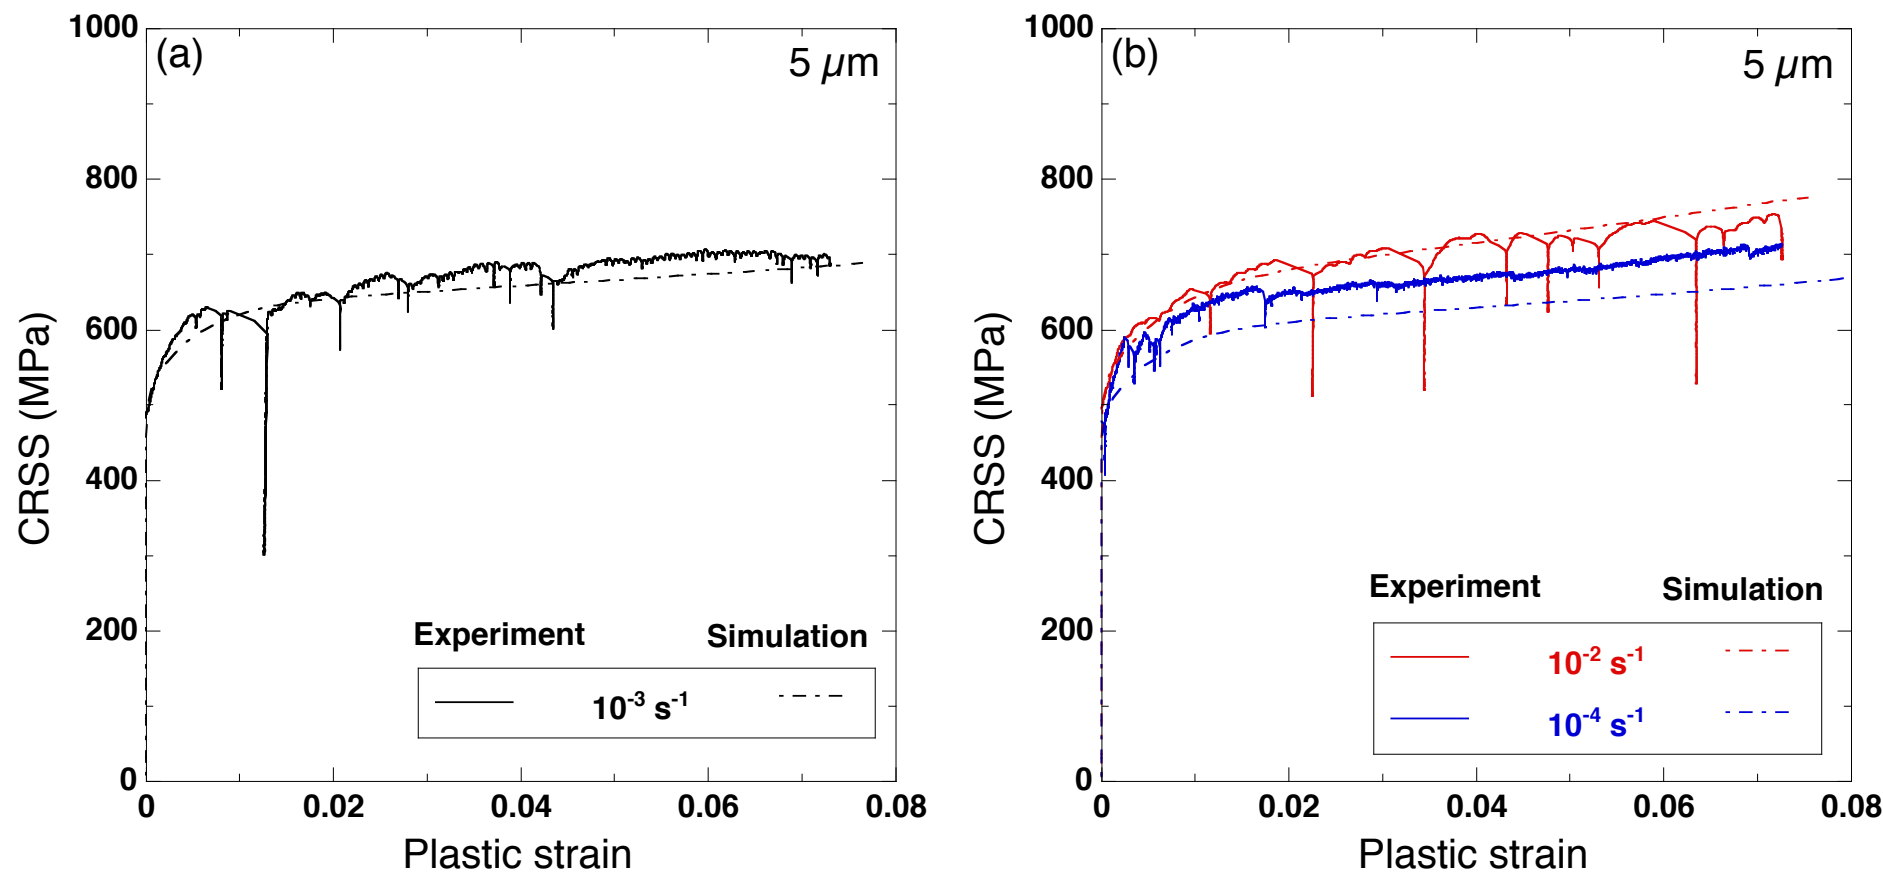 (a)
5 μm
1000
800
600
400
200
0
CRSS (MPa)
0 0.02 0.04 0.06 0.08
Plastic strain
Experiment Simulation
10⁻³ s⁻¹
(b)
5 μm
1000
800
600
400
200
0
CRSS (MPa)
0 0.02 0.04 0.06 0.08
Plastic strain
Experiment Simulation
10⁻² s⁻¹
10⁻⁴ s⁻¹